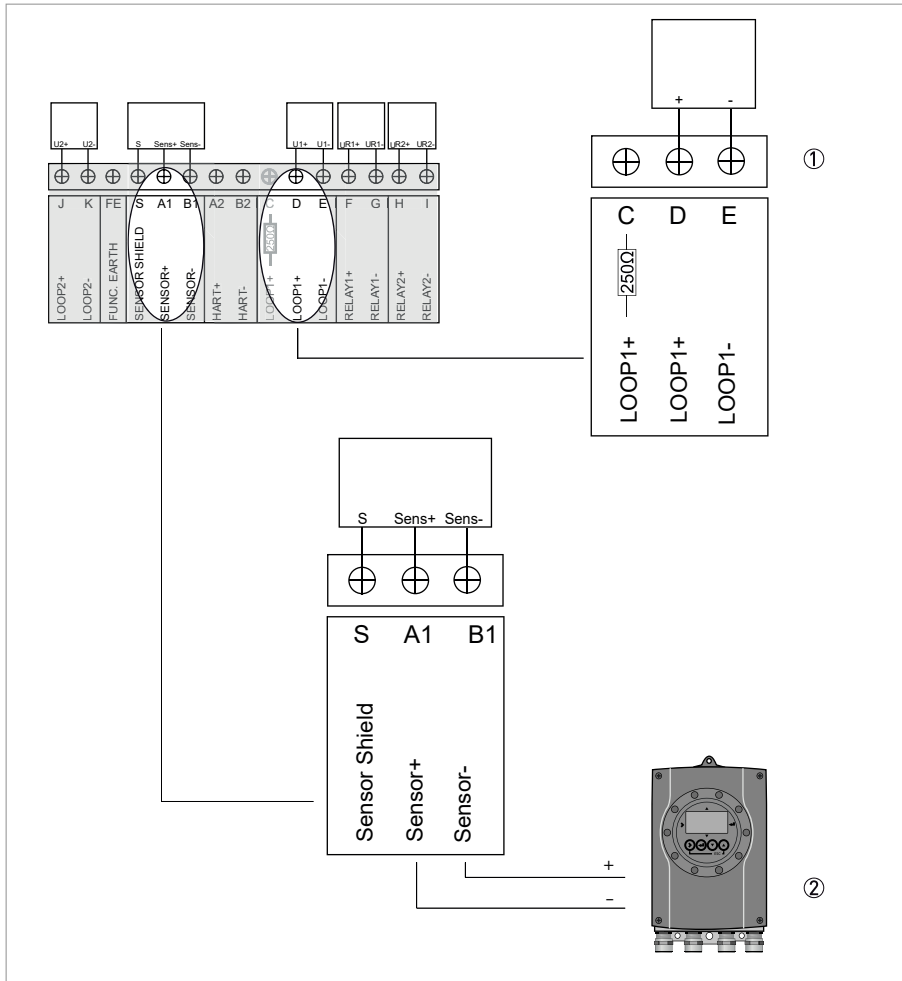 + -
①
U2+ U2- S Sens+ Sens- U1+ U1- UR1+ UR1- UR2+ UR2-
J K FE S A1 B1 A2 B2 C D E F G H I
LOOP2+
LOOP2-
FUNC. EARTH
SENSOR SHIELD
SENSOR+
SENSOR-
HART+
HART-
250Ω
LOOP1+
LOOP1+
LOOP1-
RELAY1+
RELAY1-
RELAY2+
RELAY2-
C D E
250Ω
LOOP1+
LOOP1+
LOOP1-
S Sens+ Sens-
S A1 B1
Sensor Shield
Sensor+
Sensor-
+
-
②